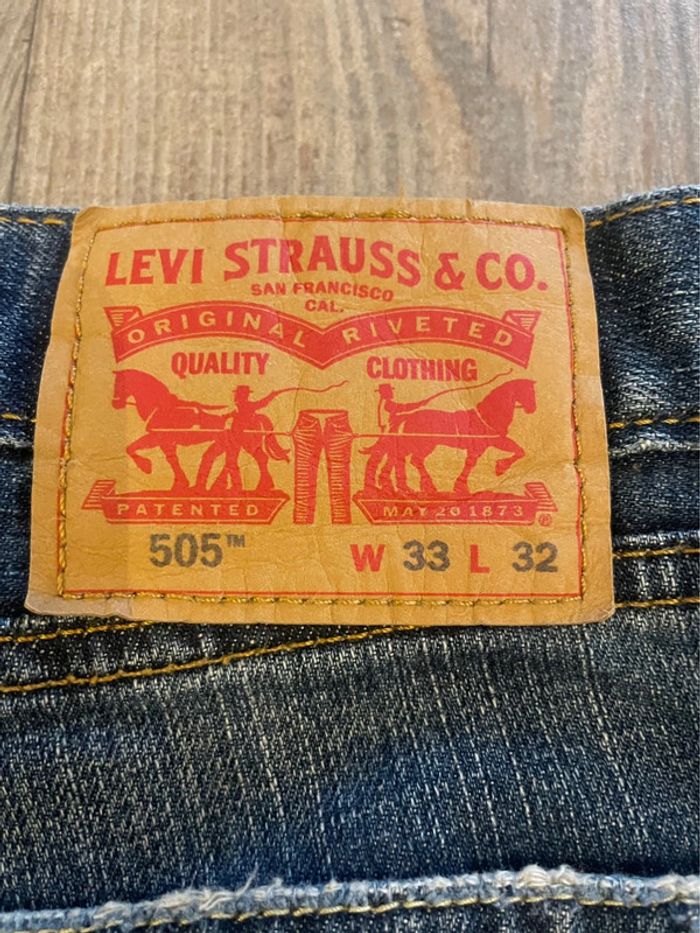 LEVI STRAUSS & CO.
SAN FRANCISCO
CAL.
ORIGINAL RIVETED
QUALITY CLOTHING
PATENTED MAY 20 1873 ®
505™ W 33 L 32